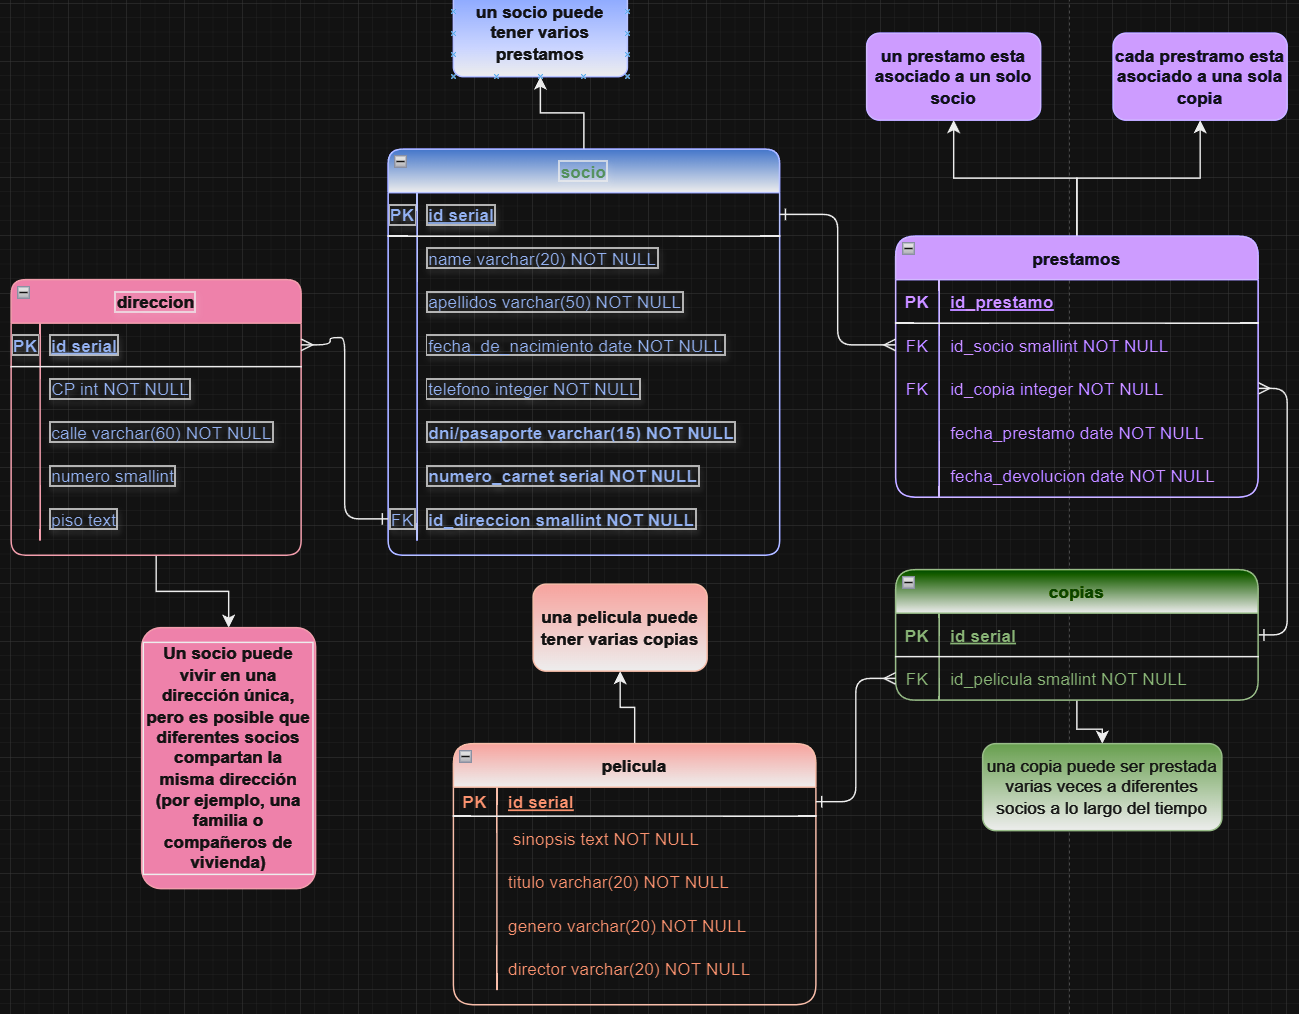 un socio puede
tener varios
prestamos
un prestamo esta
asociado a un solo
socio
cada prestramo esta
asociado a una sola
copia
socio
PK id serial
name varchar(20) NOT NULL
apellidos varchar(50) NOT NULL
fecha_de_nacimiento date NOT NULL
telefono integer NOT NULL
dni/pasaporte varchar(15) NOT NULL
numero_carnet serial NOT NULL
FK id_direccion smallint NOT NULL
prestamos
PK id_prestamo
FK id_socio smallint NOT NULL
FK id_copia integer NOT NULL
fecha_prestamo date NOT NULL
fecha_devolucion date NOT NULL
direccion
PK id serial
CP int NOT NULL
calle varchar(60) NOT NULL
numero smallint
piso text
Un socio puede
vivir en una
dirección única,
pero es posible que
diferentes socios
compartan la
misma dirección
(por ejemplo, una
familia o
compañeros de
vivienda)
una pelicula puede
tener varias copias
copias
PK id serial
FK id_pelicula smallint NOT NULL
una copia puede ser prestada
varias veces a diferentes
socios a lo largo del tiempo
pelicula
PK id serial
sinopsis text NOT NULL
titulo varchar(20) NOT NULL
genero varchar(20) NOT NULL
director varchar(20) NOT NULL